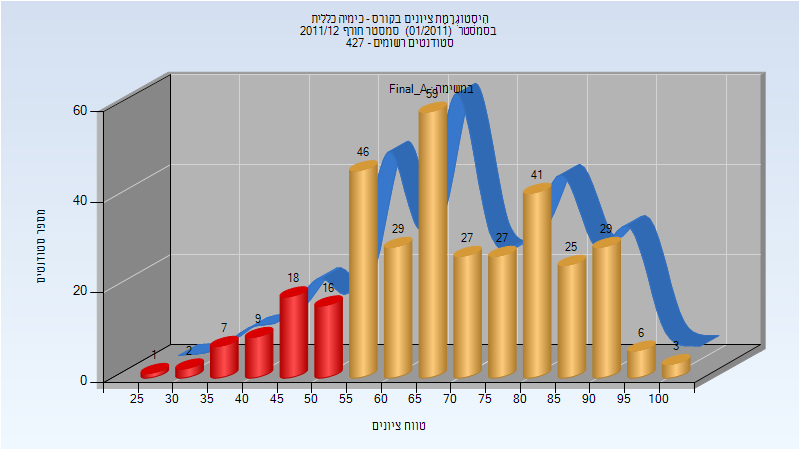 היסטוגרמת ציונים בקורס - כימיה כללית
בסמסטר  (01/2011)  סמסטר חורף 2011/12
סטודנטים רשומים - 427
במשימה: Final_A
60
40
20
0
מספר סטודנטים
1
2
7
9
18
16
46
29
59
27
27
41
25
29
6
3
25 30 35 40 45 50 55 60 65 70 75 80 85 90 95 100
טווח ציונים